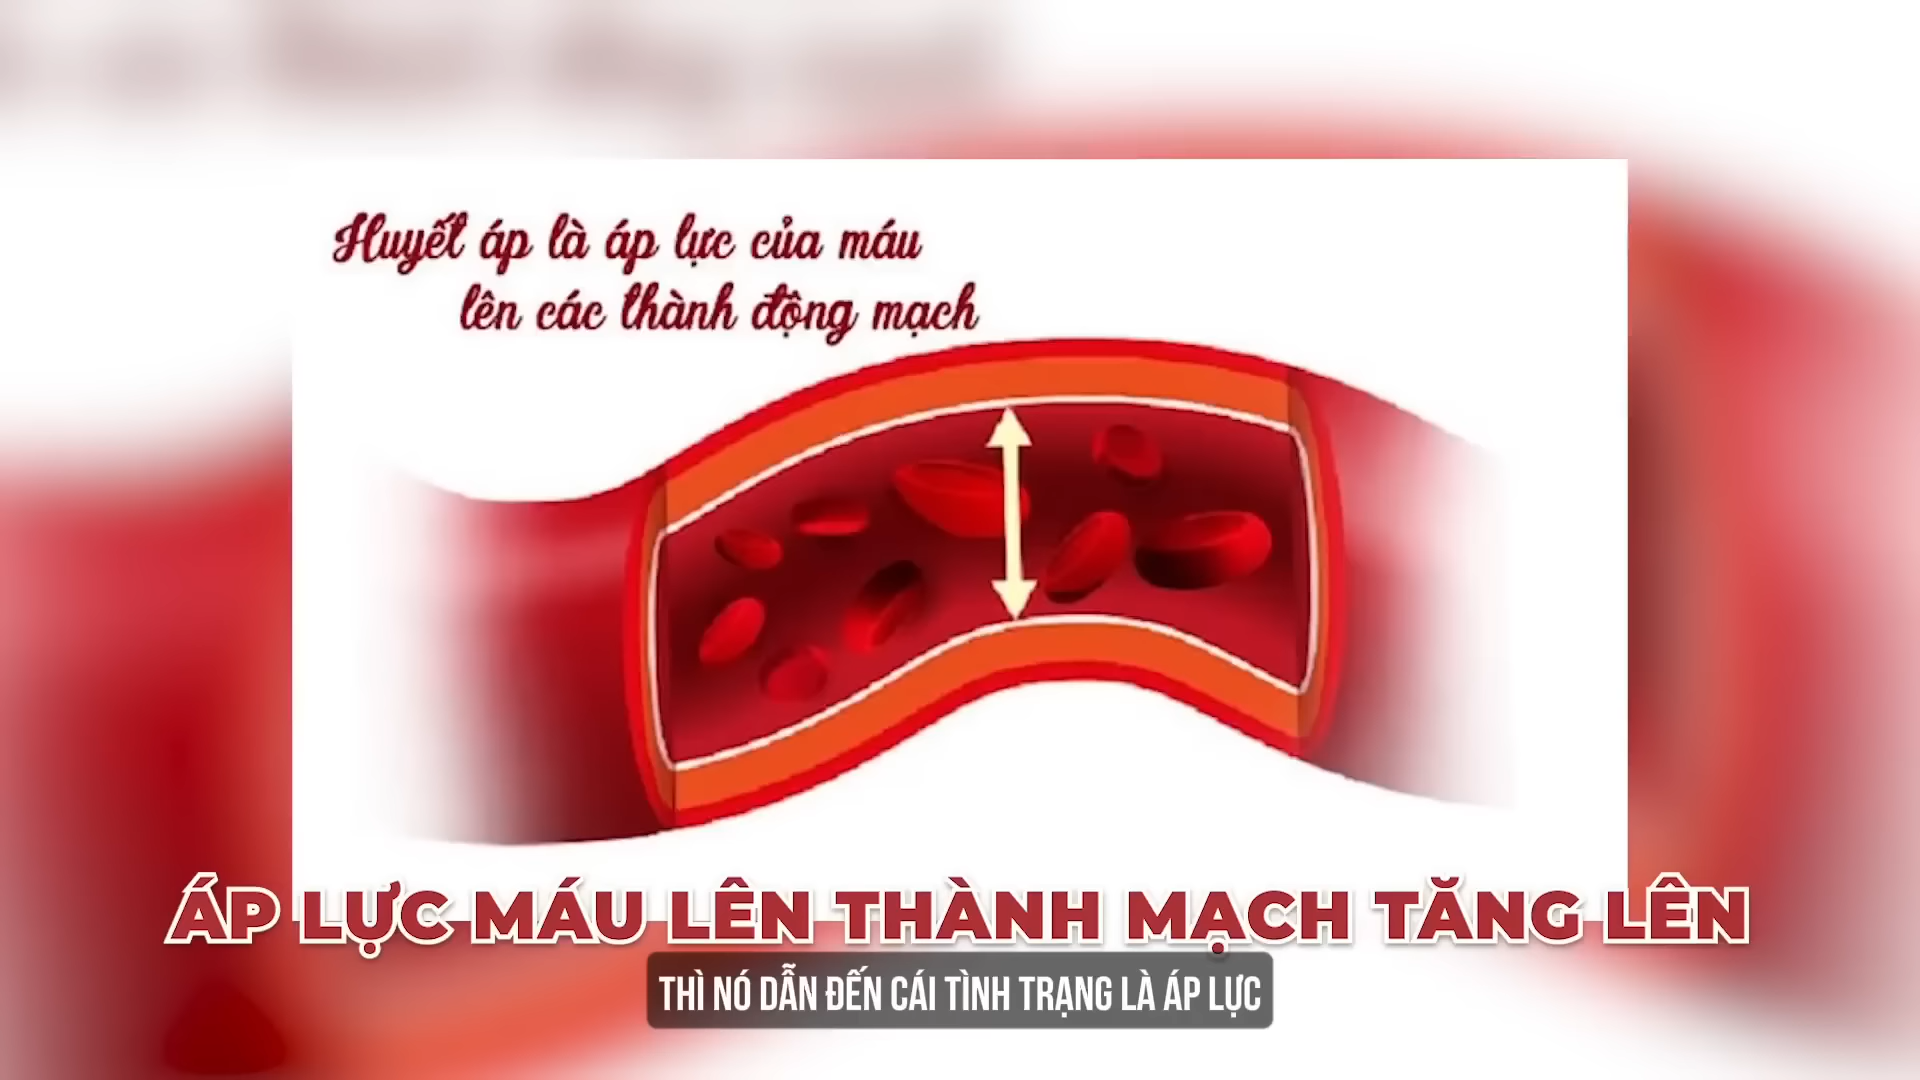 Huyết áp là áp lực của máu
lên các thành động mạch
ÁP LỰC MÁU LÊN THÀNH MẠCH TĂNG LÊN
THÌ NÓ DẪN ĐẾN CÁI TÌNH TRẠNG LÀ ÁP LỰC